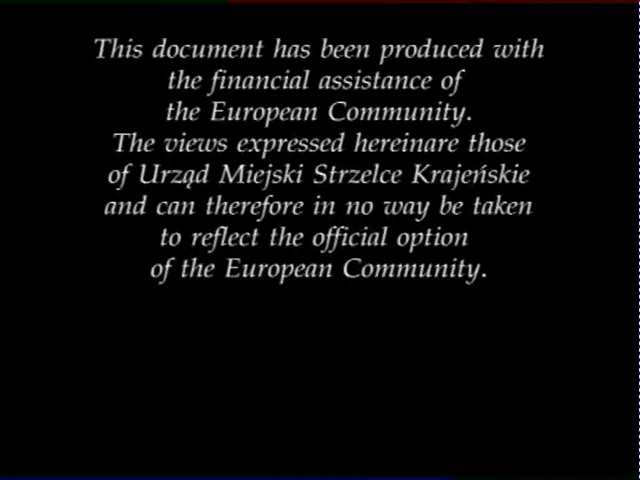 This document has been produced with
the financial assistance of
the European Community.
The views expressed hereinare those
of Urząd Miejski Strzelce Krajeńskie
and can therefore in no way be taken
to reflect the official option
of the European Community.